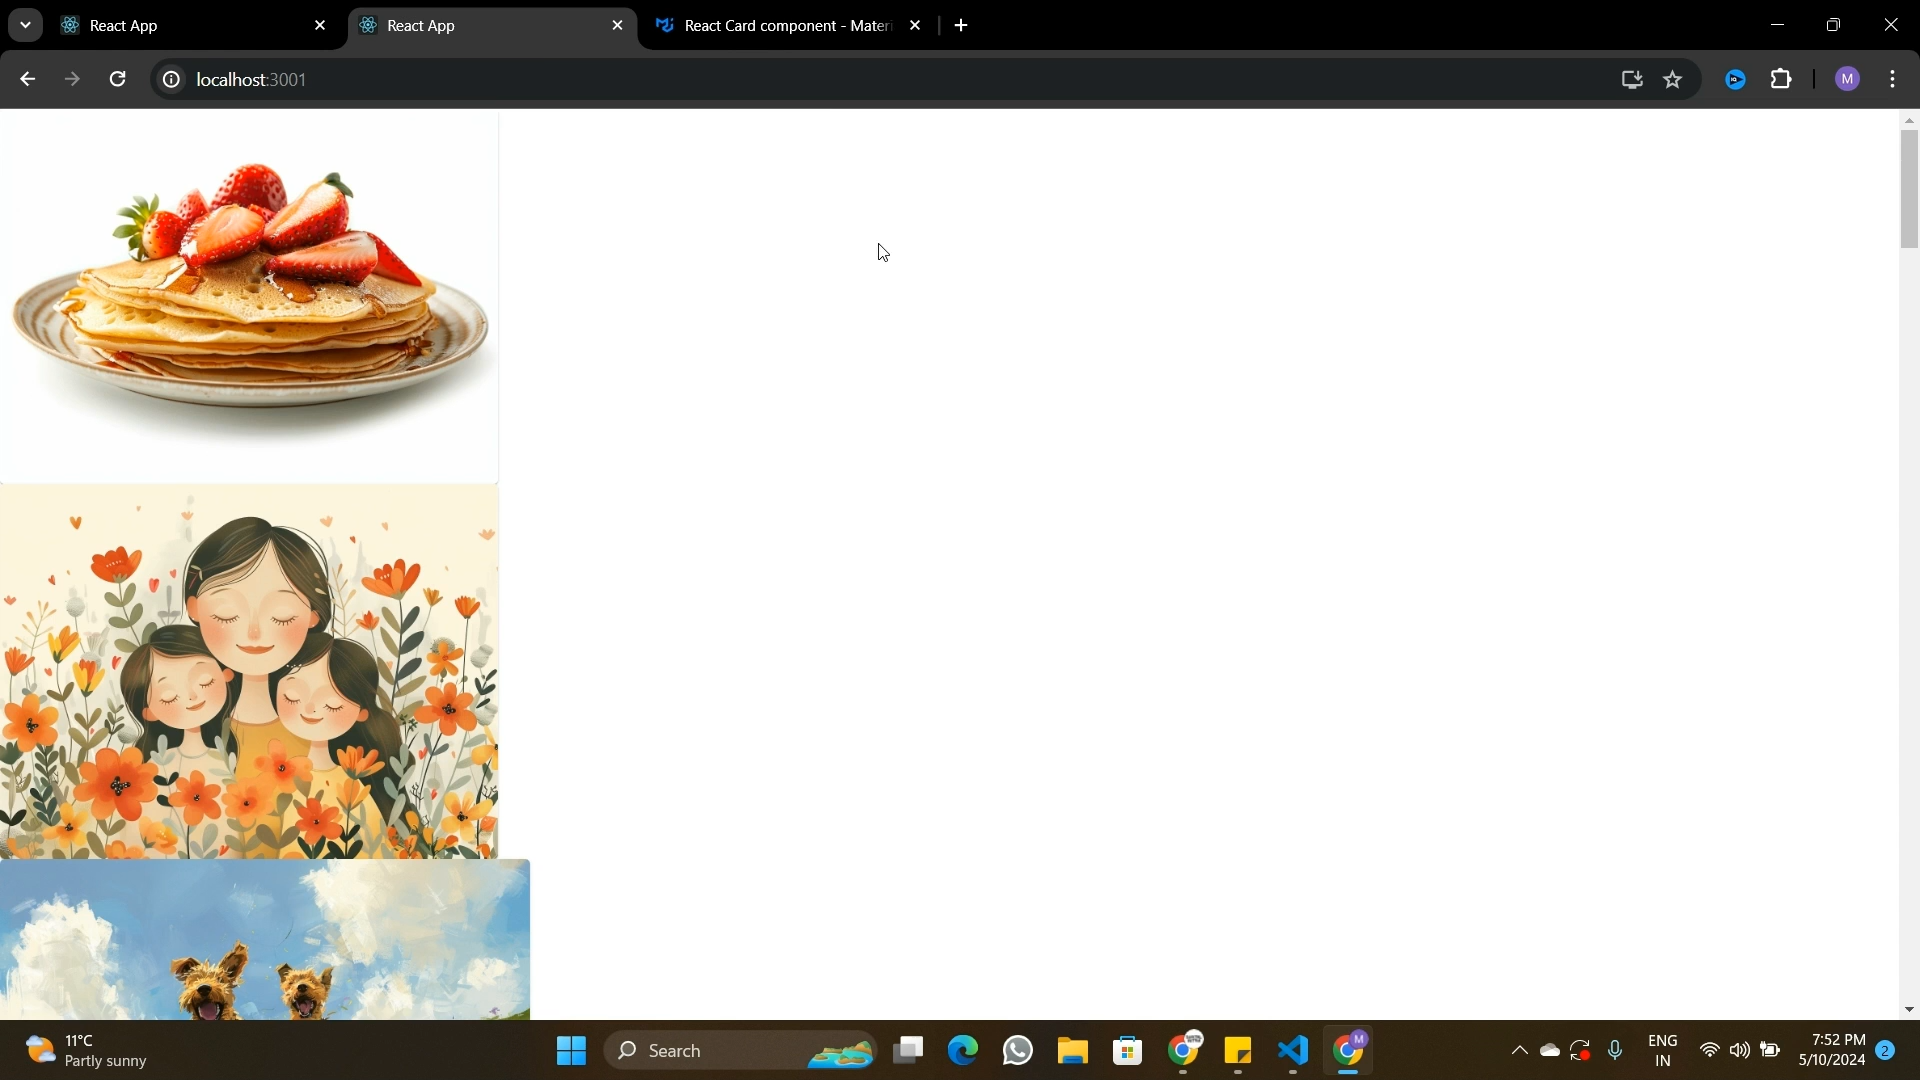 React App
React App
React Card component - Materi
localhost:3001
M
11°C
Partly sunny
Search
M
ENG
IN
7:52 PM
5/10/2024
2